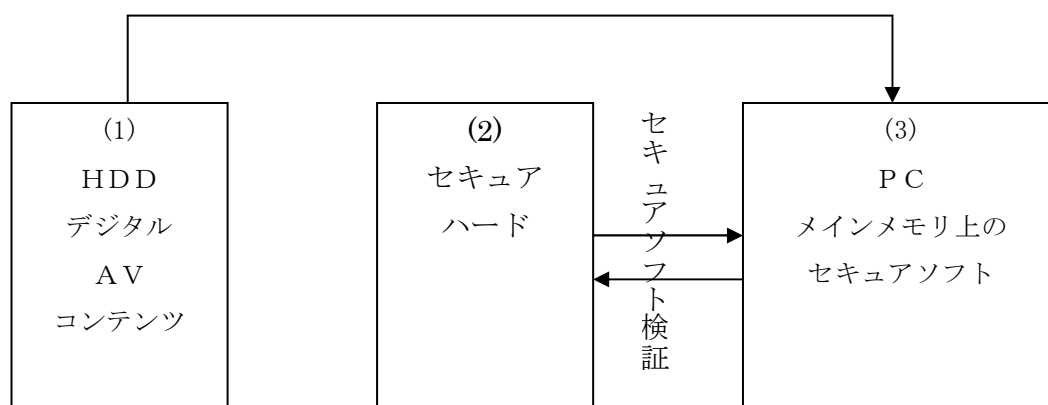 (1)
ＨＤＤ
デジタル
ＡＶ
コンテンツ
(2)
セキュア
ハード
セキュアソフト検証
(3)
ＰＣ
メインメモリ上の
セキュアソフト